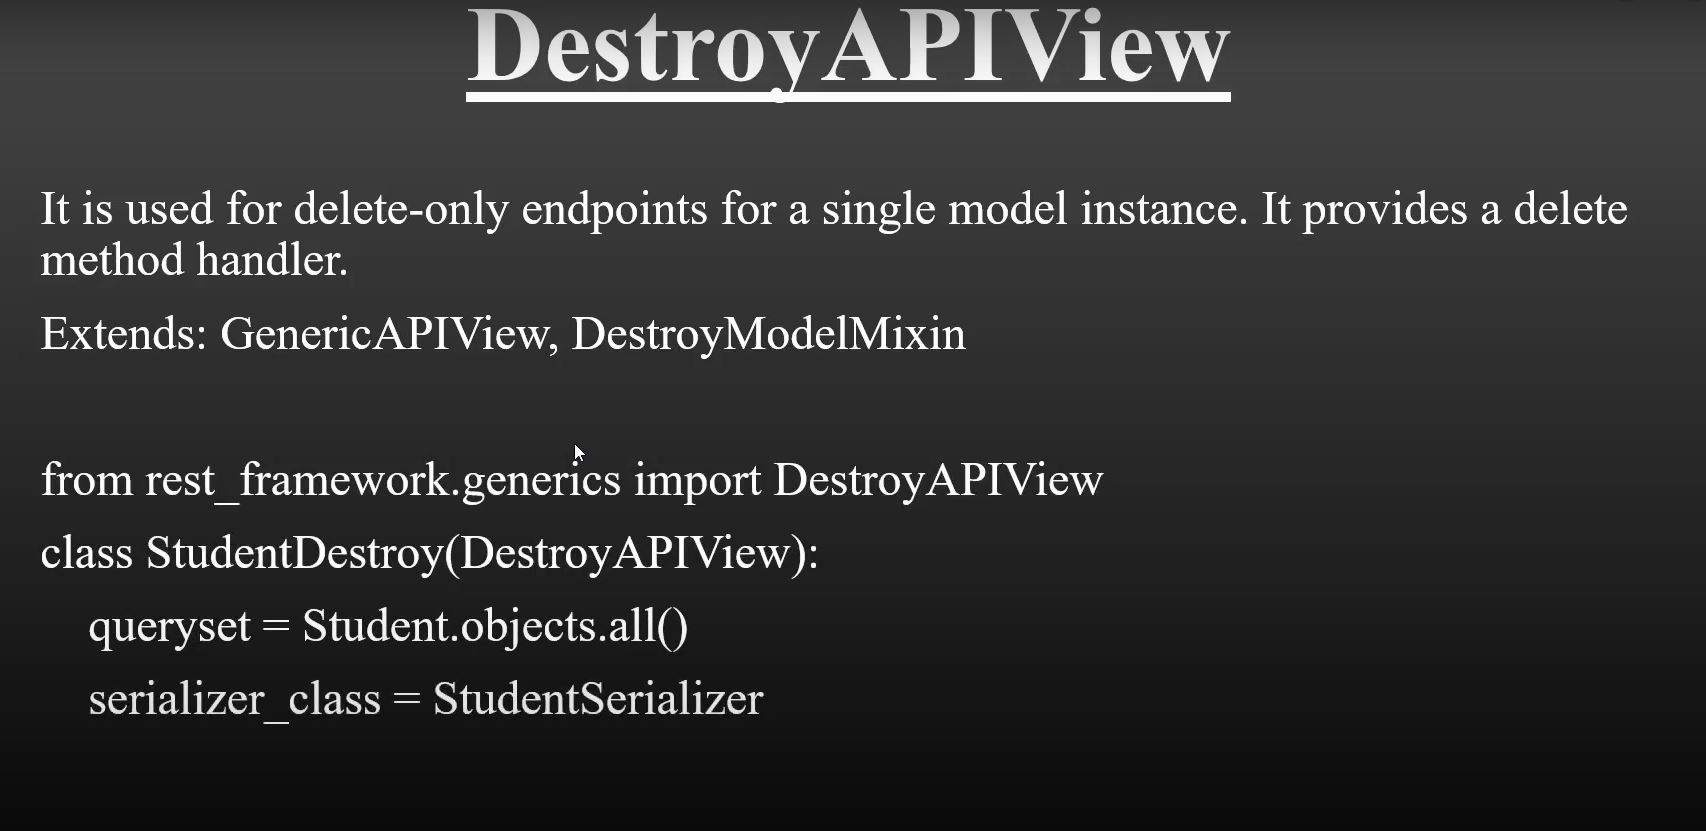 DestroyAPIView
It is used for delete-only endpoints for a single model instance. It provides a delete
method handler.
Extends: GenericAPIView, DestroyModelMixin
from rest_framework.generics import DestroyAPIView
class StudentDestroy(DestroyAPIView):
queryset = Student.objects.all()
serializer_class = StudentSerializer